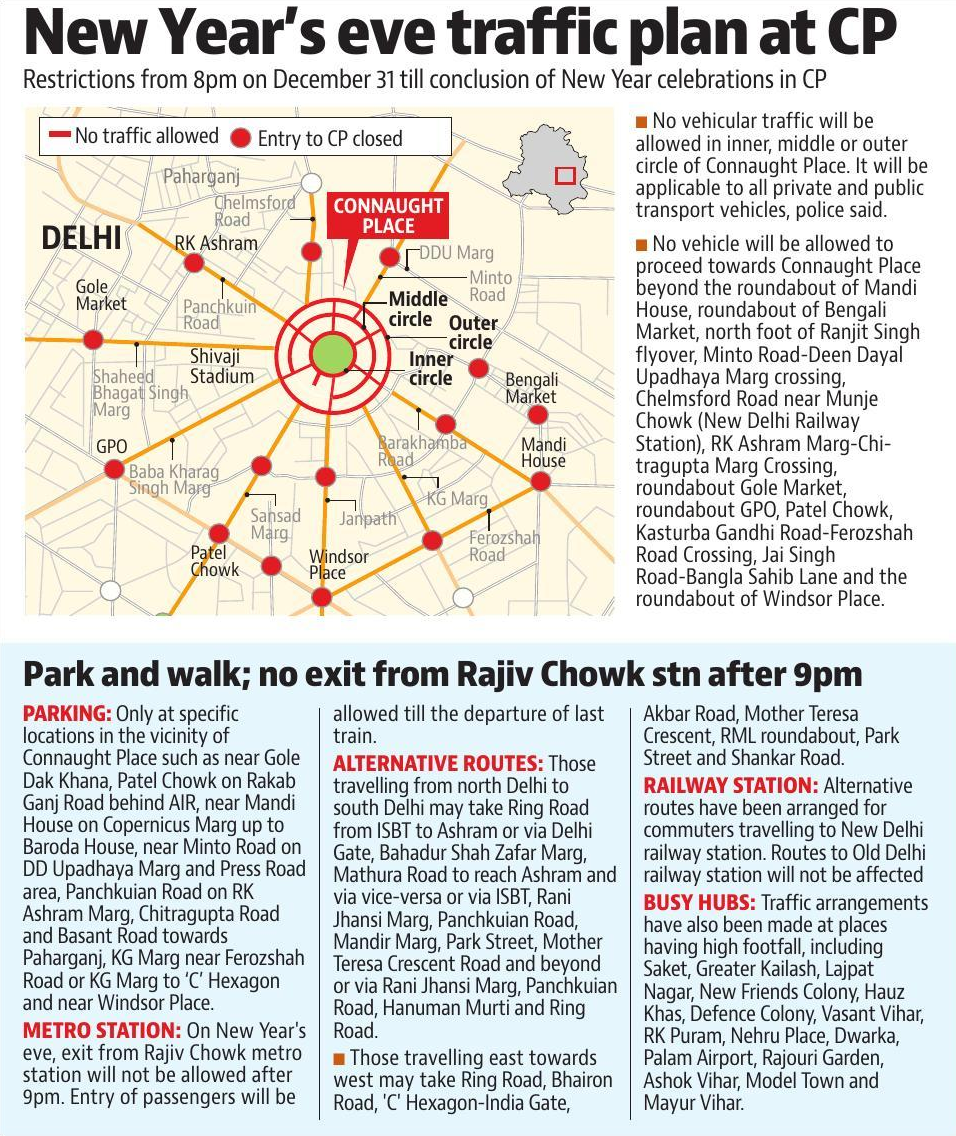 New Year's eve traffic plan at CP
Restrictions from 8pm on December 31 till conclusion of New Year celebrations in CP
No traffic allowed
Entry to CP closed
Paharganj
Chelmsford
Road
CONNAUGHT
PLACE
DELHI
RK Ashram
DDU Marg
Minto
Road
Gole
Market
Panchkuin
Road
Middle
circle
Outer
circle
Inner
circle
Shivaji
Stadium
Shaheed
Bhagat Singh
Marg
Bengali
Market
GPO
Baba Kharag
Singh Marg
Barakhamba
Road
Mandi
House
KG Marg
Sansad
Marg
Janpath
Ferozshah
Road
Patel
Chowk
Windsor
Place
■ No vehicular traffic will be
allowed in inner, middle or outer
circle of Connaught Place. It will be
applicable to all private and public
transport vehicles, police said.
■ No vehicle will be allowed to
proceed towards Connaught Place
beyond the roundabout of Mandi
House, roundabout of Bengali
Market, north foot of Ranjit Singh
flyover, Minto Road-Deen Dayal
Upadhaya Marg crossing,
Chelmsford Road near Munje
Chowk (New Delhi Railway
Station), RK Ashram Marg-Chi-
tragupta Marg Crossing,
roundabout Gole Market,
roundabout GPO, Patel Chowk,
Kasturba Gandhi Road-Ferozshah
Road Crossing, Jai Singh
Road-Bangla Sahib Lane and the
roundabout of Windsor Place.
Park and walk; no exit from Rajiv Chowk stn after 9pm
PARKING: Only at specific
locations in the vicinity of
Connaught Place such as near Gole
Dak Khana, Patel Chowk on Rakab
Ganj Road behind AIR, near Mandi
House on Copernicus Marg up to
Baroda House, near Minto Road on
DD Upadhaya Marg and Press Road
area, Panchkuian Road on RK
Ashram Marg, Chitragupta Road
and Basant Road towards
Paharganj, KG Marg near Ferozshah
Road or KG Marg to 'C' Hexagon
and near Windsor Place.
METRO STATION: On New Year's
eve, exit from Rajiv Chowk metro
station will not be allowed after
9pm. Entry of passengers will be
allowed till the departure of last
train.
ALTERNATIVE ROUTES: Those
travelling from north Delhi to
south Delhi may take Ring Road
from ISBT to Ashram or via Delhi
Gate, Bahadur Shah Zafar Marg,
Mathura Road to reach Ashram and
via vice-versa or via ISBT, Rani
Jhansi Marg, Panchkuian Road,
Mandir Marg, Park Street, Mother
Teresa Crescent Road and beyond
or via Rani Jhansi Marg, Panchkuian
Road, Hanuman Murti and Ring
Road.
■ Those travelling east towards
west may take Ring Road, Bhairon
Road, 'C' Hexagon-India Gate,
Akbar Road, Mother Teresa
Crescent, RML roundabout, Park
Street and Shankar Road.
RAILWAY STATION: Alternative
routes have been arranged for
commuters travelling to New Delhi
railway station. Routes to Old Delhi
railway station will not be affected
BUSY HUBS: Traffic arrangements
have also been made at places
having high footfall, including
Saket, Greater Kailash, Lajpat
Nagar, New Friends Colony, Hauz
Khas, Defence Colony, Vasant Vihar,
RK Puram, Nehru Place, Dwarka,
Palam Airport, Rajouri Garden,
Ashok Vihar, Model Town and
Mayur Vihar.